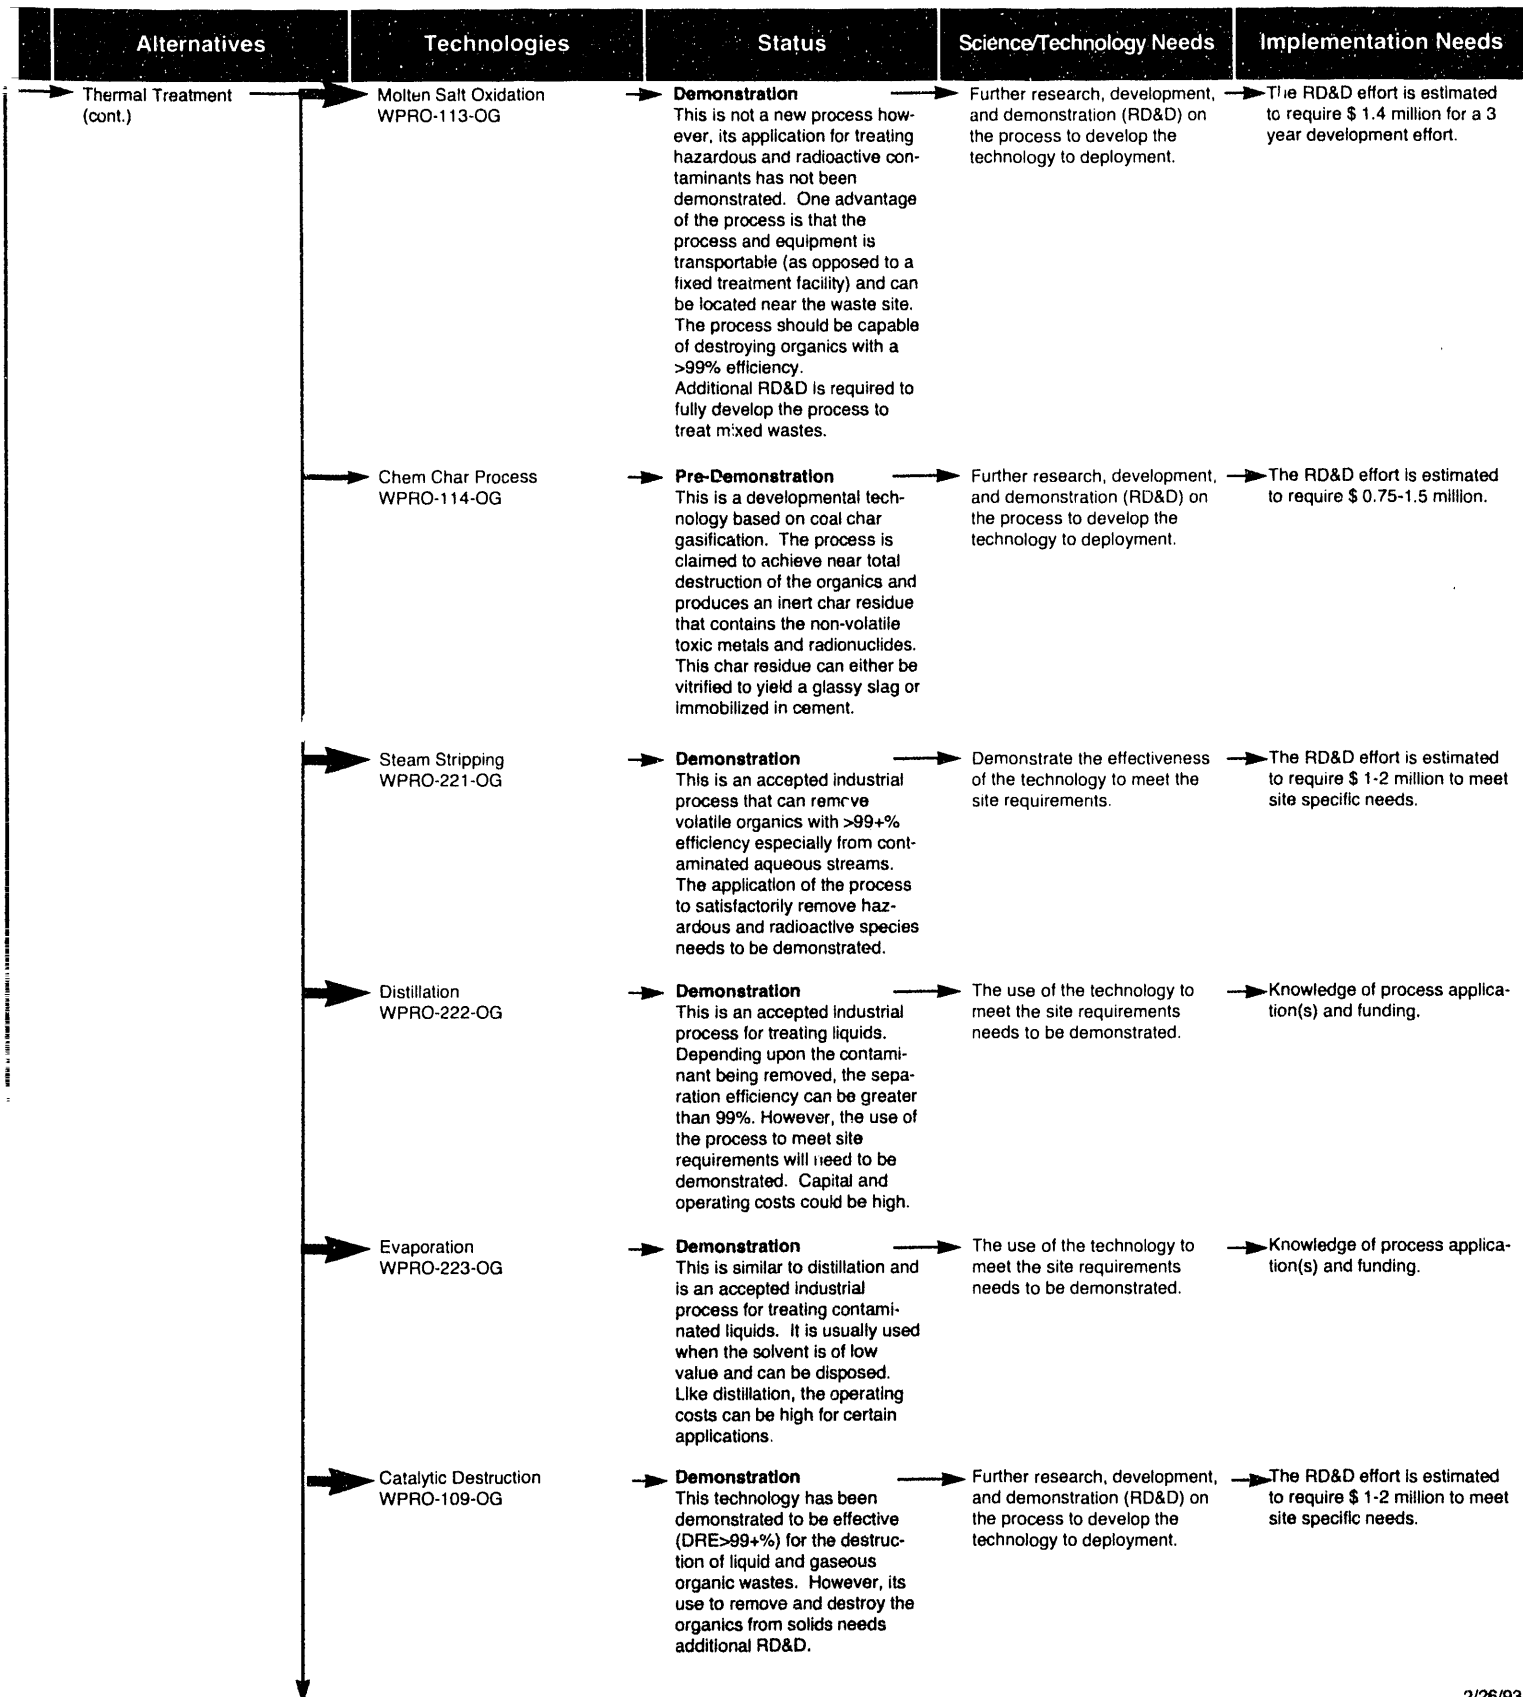 Alternatives
Technologies
Status
Science/Technology Needs
Implementation Needs
Thermal Treatment
(cont.)
Molten Salt Oxidation
WPRO-113-OG
Demonstration
This is not a new process how-
ever, its application for treating
hazardous and radioactive con-
taminants has not been
demonstrated. One advantage
of the process is that the
process and equipment is
transportable (as opposed to a
fixed treatment facility) and can
be located near the waste site.
The process should be capable
of destroying organics with a
>99% efficiency.
Additional RD&D is required to
fully develop the process to
treat mixed wastes.
Further research, development,
and demonstration (RD&D) on
the process to develop the
technology to deployment.
The RD&D effort is estimated
to require $ 1.4 million for a 3
year development effort.
Chem Char Process
WPRO-114-OG
Pre-Demonstration
This is a developmental tech-
nology based on coal char
gasification. The process is
claimed to achieve near total
destruction of the organics and
produces an inert char residue
that contains the non-volatile
toxic metals and radionuclides.
This char residue can either be
vitrified to yield a glassy slag or
immobilized in cement.
Further research, development,
and demonstration (RD&D) on
the process to develop the
technology to deployment.
The RD&D effort is estimated
to require $ 0.75-1.5 million.
Steam Stripping
WPRO-221-OG
Demonstration
This is an accepted industrial
process that can remove
volatile organics with >99+%
efficiency especially from cont-
aminated aqueous streams.
The application of the process
to satisfactorily remove haz-
ardous and radioactive species
needs to be demonstrated.
Demonstrate the effectiveness
of the technology to meet the
site requirements.
The RD&D effort is estimated
to require $ 1-2 million to meet
site specific needs.
Distillation
WPRO-222-OG
Demonstration
This is an accepted industrial
process for treating liquids.
Depending upon the contami-
nant being removed, the sepa-
ration efficiency can be greater
than 99%. However, the use of
the process to meet site
requirements will need to be
demonstrated. Capital and
operating costs could be high.
The use of the technology to
meet the site requirements
needs to be demonstrated.
Knowledge of process applica-
tion(s) and funding.
Evaporation
WPRO-223-OG
Demonstration
This is similar to distillation and
is an accepted industrial
process for treating contami-
nated liquids. It is usually used
when the solvent is of low
value and can be disposed.
Like distillation, the operating
costs can be high for certain
applications.
The use of the technology to
meet the site requirements
needs to be demonstrated.
Knowledge of process applica-
tion(s) and funding.
Catalytic Destruction
WPRO-109-OG
Demonstration
This technology has been
demonstrated to be effective
(DRE>99+%) for the destruc-
tion of liquid and gaseous
organic wastes. However, its
use to remove and destroy the
organics from solids needs
additional RD&D.
Further research, development,
and demonstration (RD&D) on
the process to develop the
technology to deployment.
The RD&D effort is estimated
to require $ 1-2 million to meet
site specific needs.
2/26/93